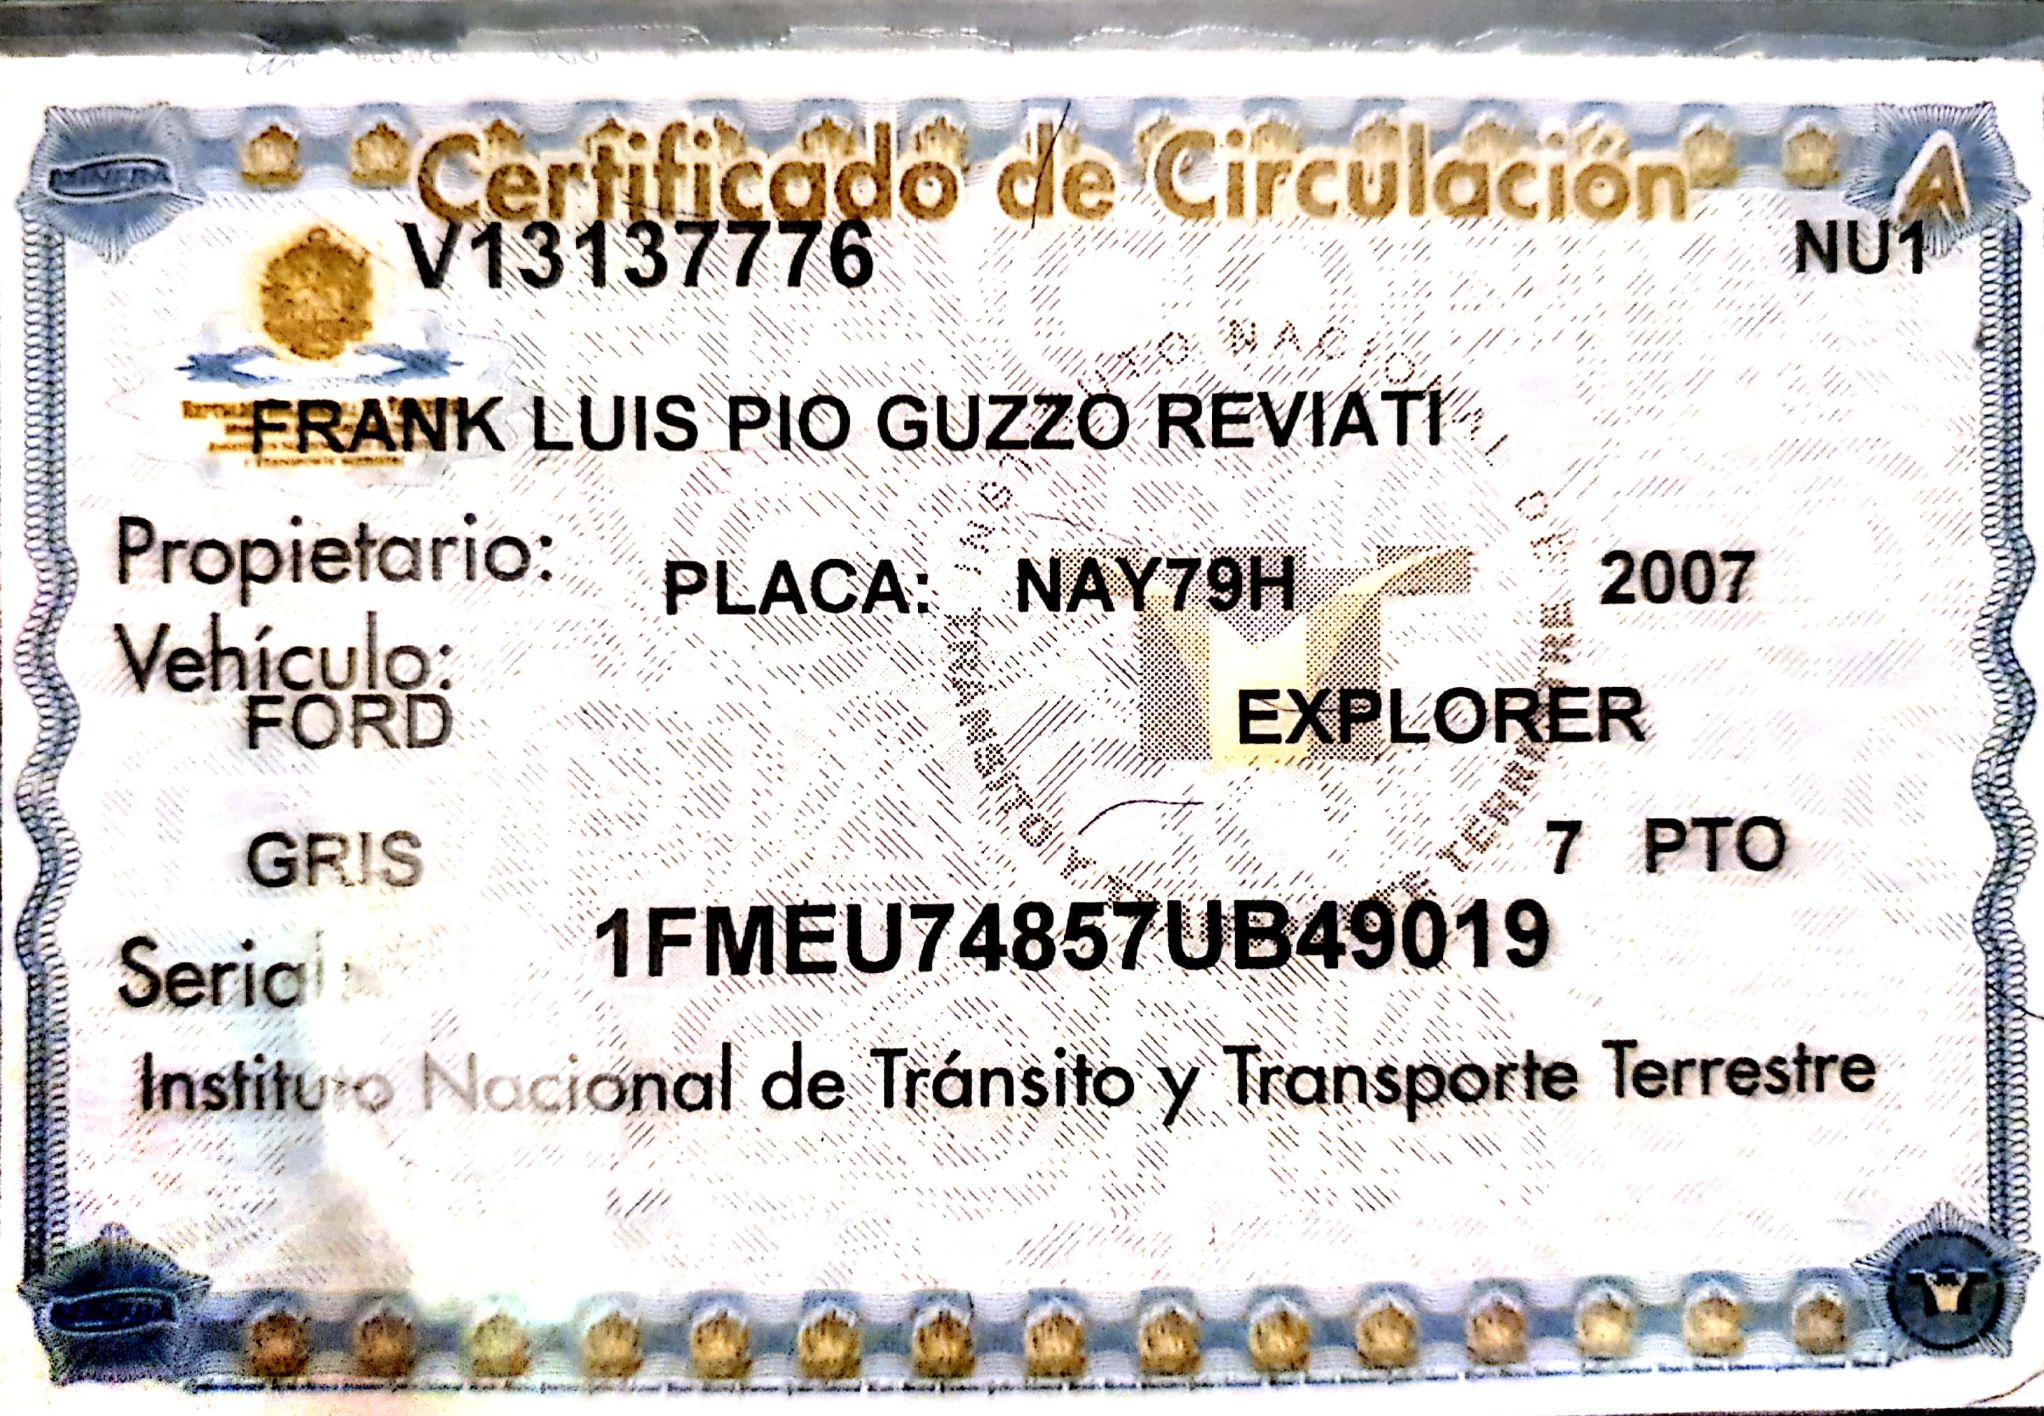 Certificado de Circulación
V13137776 NU1
FRANK LUIS PIO GUZZO REVIATI
Propietario:
PLACA: NAY79H 2007
Vehículo:
FORD EXPLORER
GRIS 7 PTO
Serial: 1FMEU74857UB49019
Instituto Nacional de Tránsito y Transporte Terrestre